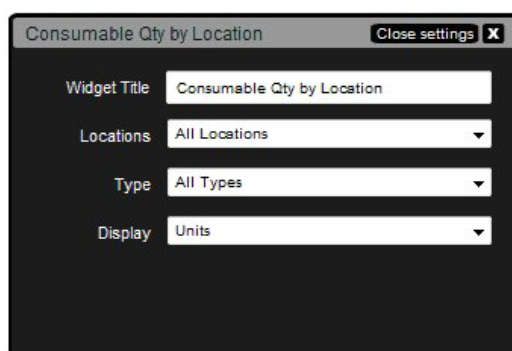 Consumable Qty by Location Close settings X
Widget Title Consumable Qty by Location
Locations All Locations
Type All Types
Display Units